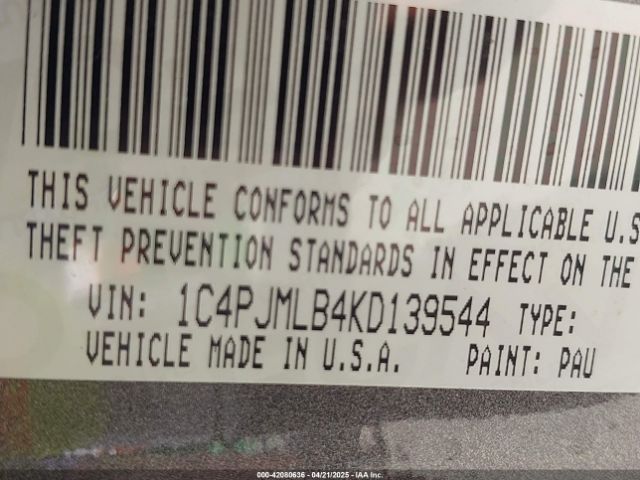 THIS VEHICLE CONFORMS TO ALL APPLICABLE U.S
THEFT PREVENTION STANDARDS IN EFFECT ON THE
VIN: 1C4PJMLB4KD139544 TYPE:
VEHICLE MADE IN U.S.A. PAINT: PAU
000-42080636 - 04/21/2025 - IAA Inc.